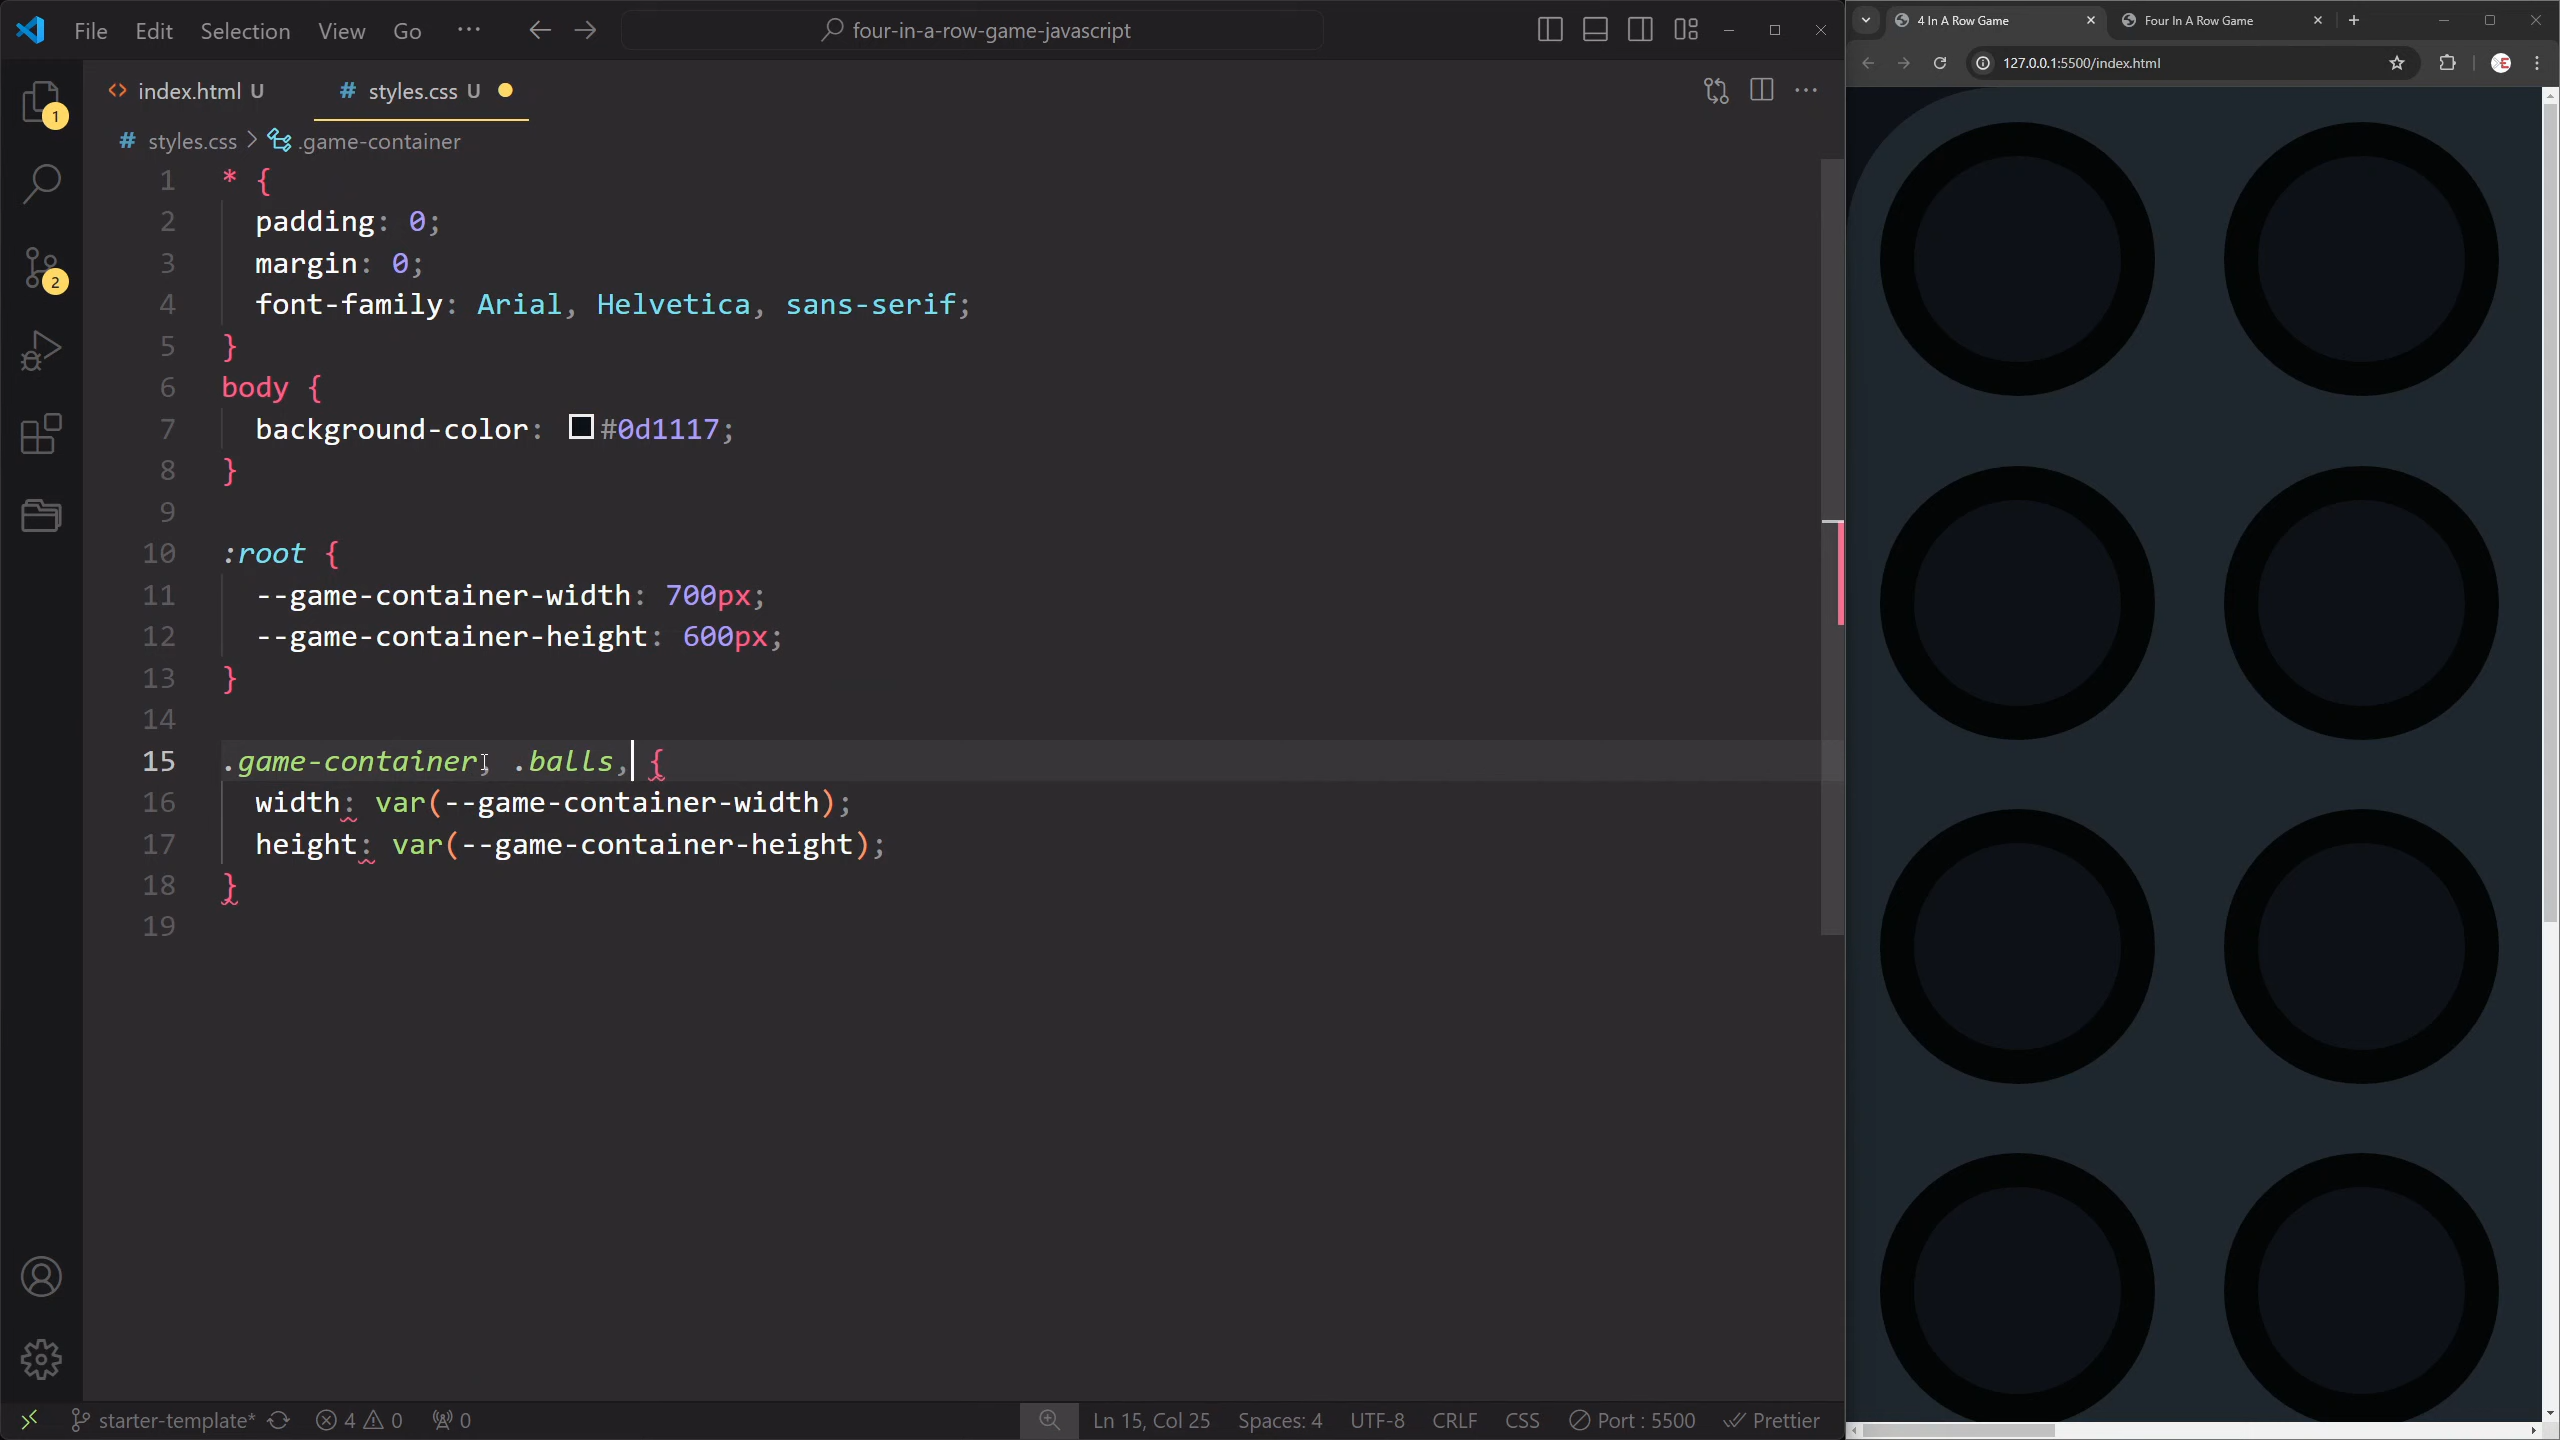 File Edit Selection View Go ··· four-in-a-row-game-javascript
4 In A Row Game Four In A Row Game
127.0.0.1:5500/index.html
1
2
index.html U # styles.css U
# styles.css > .game-container
1 * {
2 padding: 0;
3 margin: 0;
4 font-family: Arial, Helvetica, sans-serif;
5 }
6 body {
7 background-color: #0d1117;
8 }
9
10 :root {
11 --game-container-width: 700px;
12 --game-container-height: 600px;
13 }
14
15 .game-container, .balls, {
16 width: var(--game-container-width);
17 height: var(--game-container-height);
18 }
19
starter-template* 4 0 0 Ln 15, Col 25 Spaces: 4 UTF-8 CRLF CSS Port : 5500 Prettier